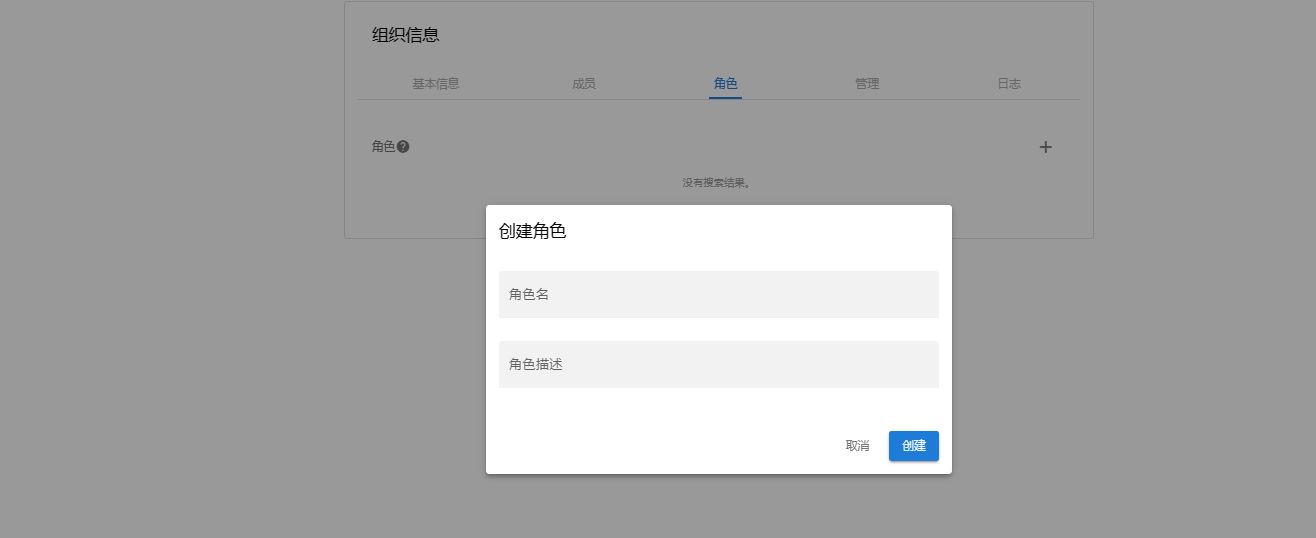 组织信息
基本信息 成员 角色 管理 日志
角色
没有搜索结果。
创建角色
角色名
角色描述
取消 创建